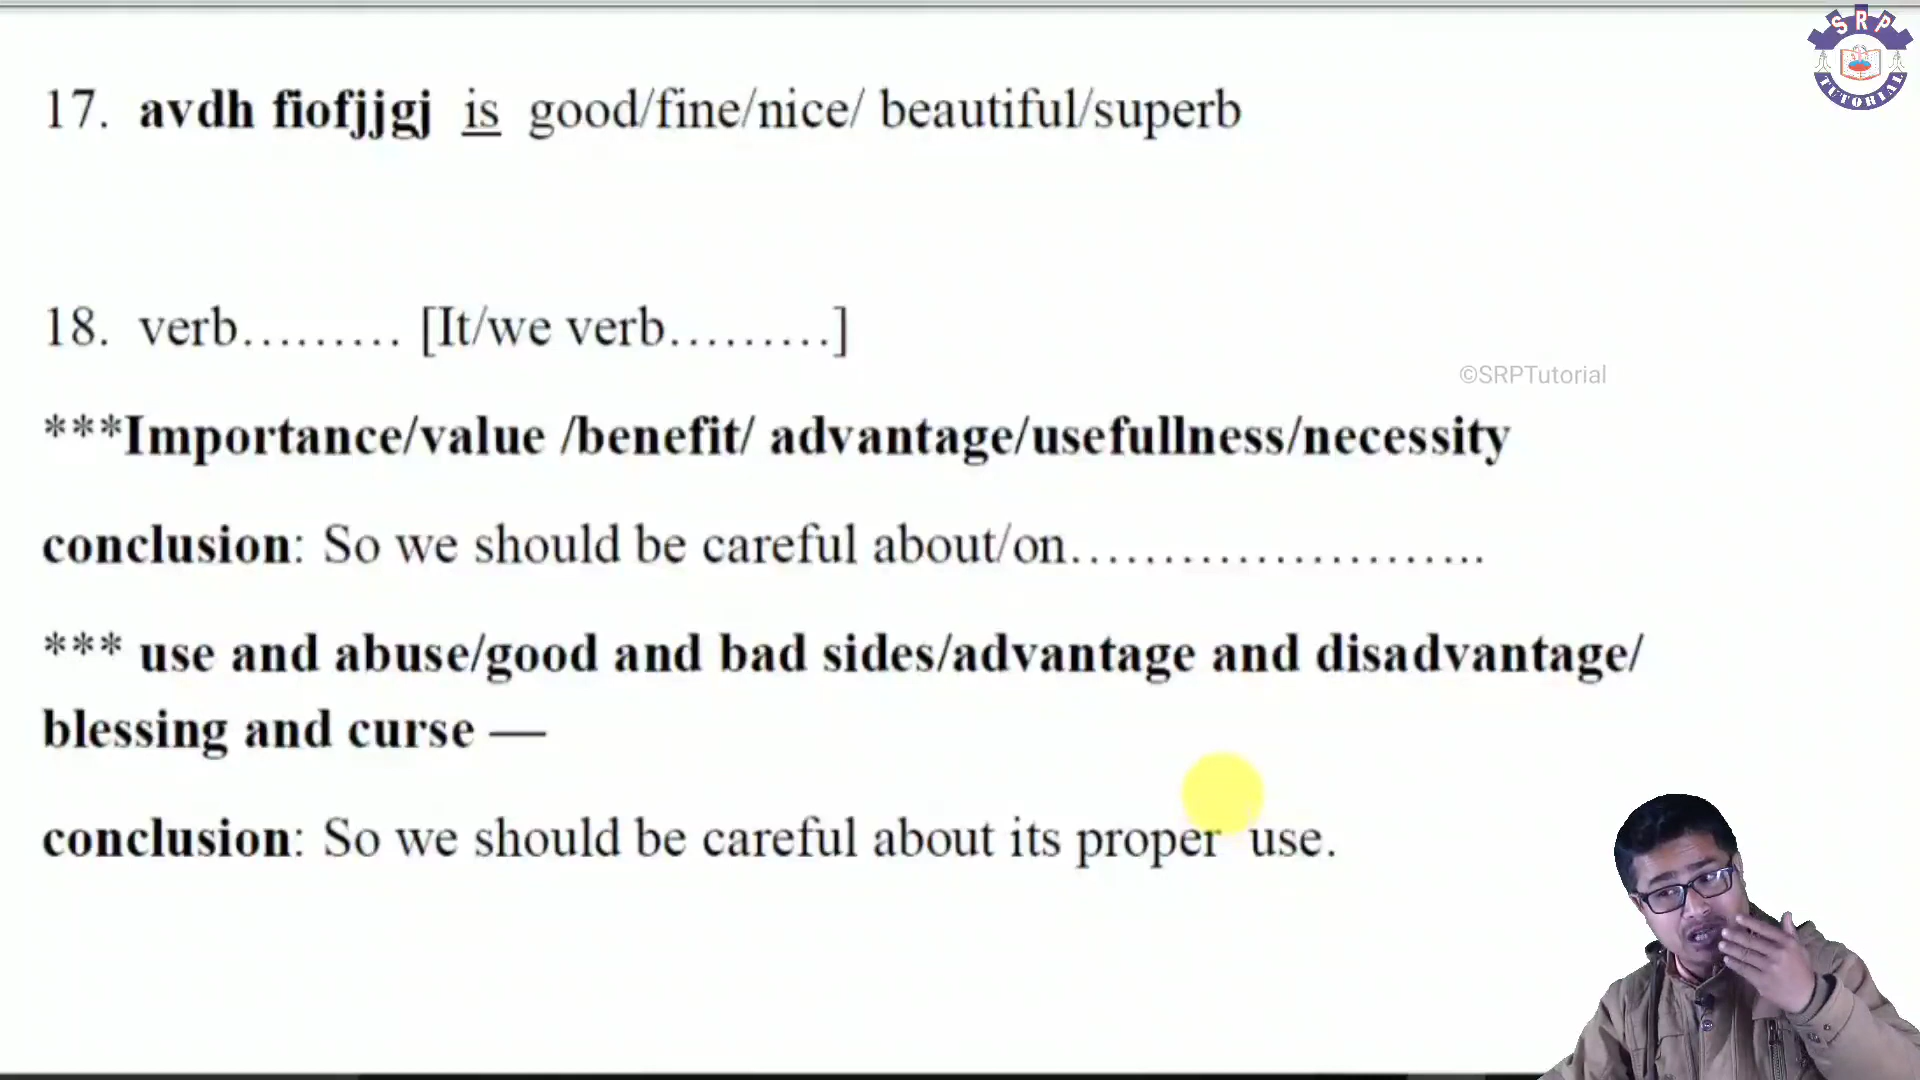 SRP
TUTORIAL
17. avdh fiofjjgj is good/fine/nice/ beautiful/superb
18. verb……… [It/we verb………]
©SRPTutorial
***Importance/value /benefit/ advantage/usefullness/necessity
conclusion: So we should be careful about/on……………………
*** use and abuse/good and bad sides/advantage and disadvantage/
blessing and curse —
conclusion: So we should be careful about its proper use.